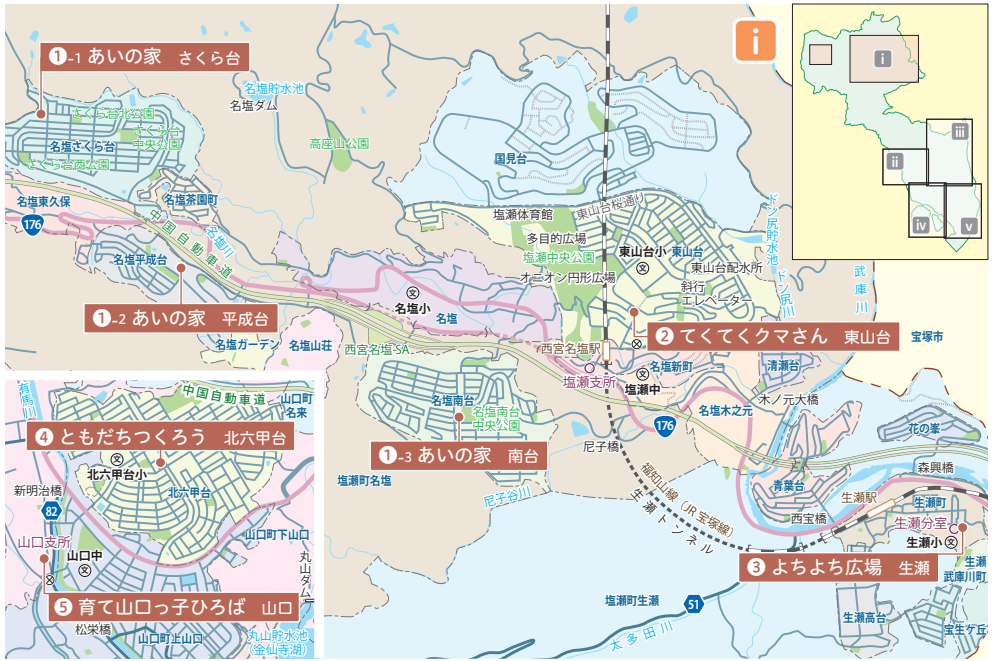 ❶-1 あいの家 さくら台
i
i
iii
ii
iv
v
名塩貯水池
名塩ダム
さくら台北公園
さくら台
中央公園
名塩さくら台
さくら台西公園
高座山公園
国見台
名塩東久保
176
名塩茶園町
中国自動車道
名塩川
名塩平成台
塩瀬体育館
東山台桜通り
多目的広場
塩瀬中央公園
オニオン円形広場
東山台小
東山台
東山台配水所
斜行
エレベーター
ドン尻貯水池
ドン尻川
武庫川
宝塚市
❶-2 あいの家 平成台
名塩小
名塩
名塩ガーデン
名塩山荘
西宮名塩SA
西宮名塩駅
❷ てくてくクマさん 東山台
塩瀬支所
名塩新町
塩瀬中
清瀬台
木ノ元大橋
名塩木之元
176
名塩南台
名塩南台
中央公園
❶-3 あいの家 南台
塩瀬町名塩
尼子橋
尼子谷川
福知山線(JR宝塚線)
生瀬トンネル
花の峯
森興橋
青葉台
生瀬駅
西宝橋
生瀬町
生瀬分室
生瀬小
❸ よちよち広場 生瀬
生瀬
武庫川町
塩瀬町生瀬
51
太多田川
生瀬高台
宝生ケ丘
有馬川
中国自動車道
山口町
名来
❹ ともだちつくろう 北六甲台
北六甲台小
北六甲台
新明治橋
82
山口支所
山口中
山口町下山口
丸山ダム
❺ 育て山口っ子ひろば 山口
松栄橋
山口町上山口
丸山貯水池
(金仙寺湖)